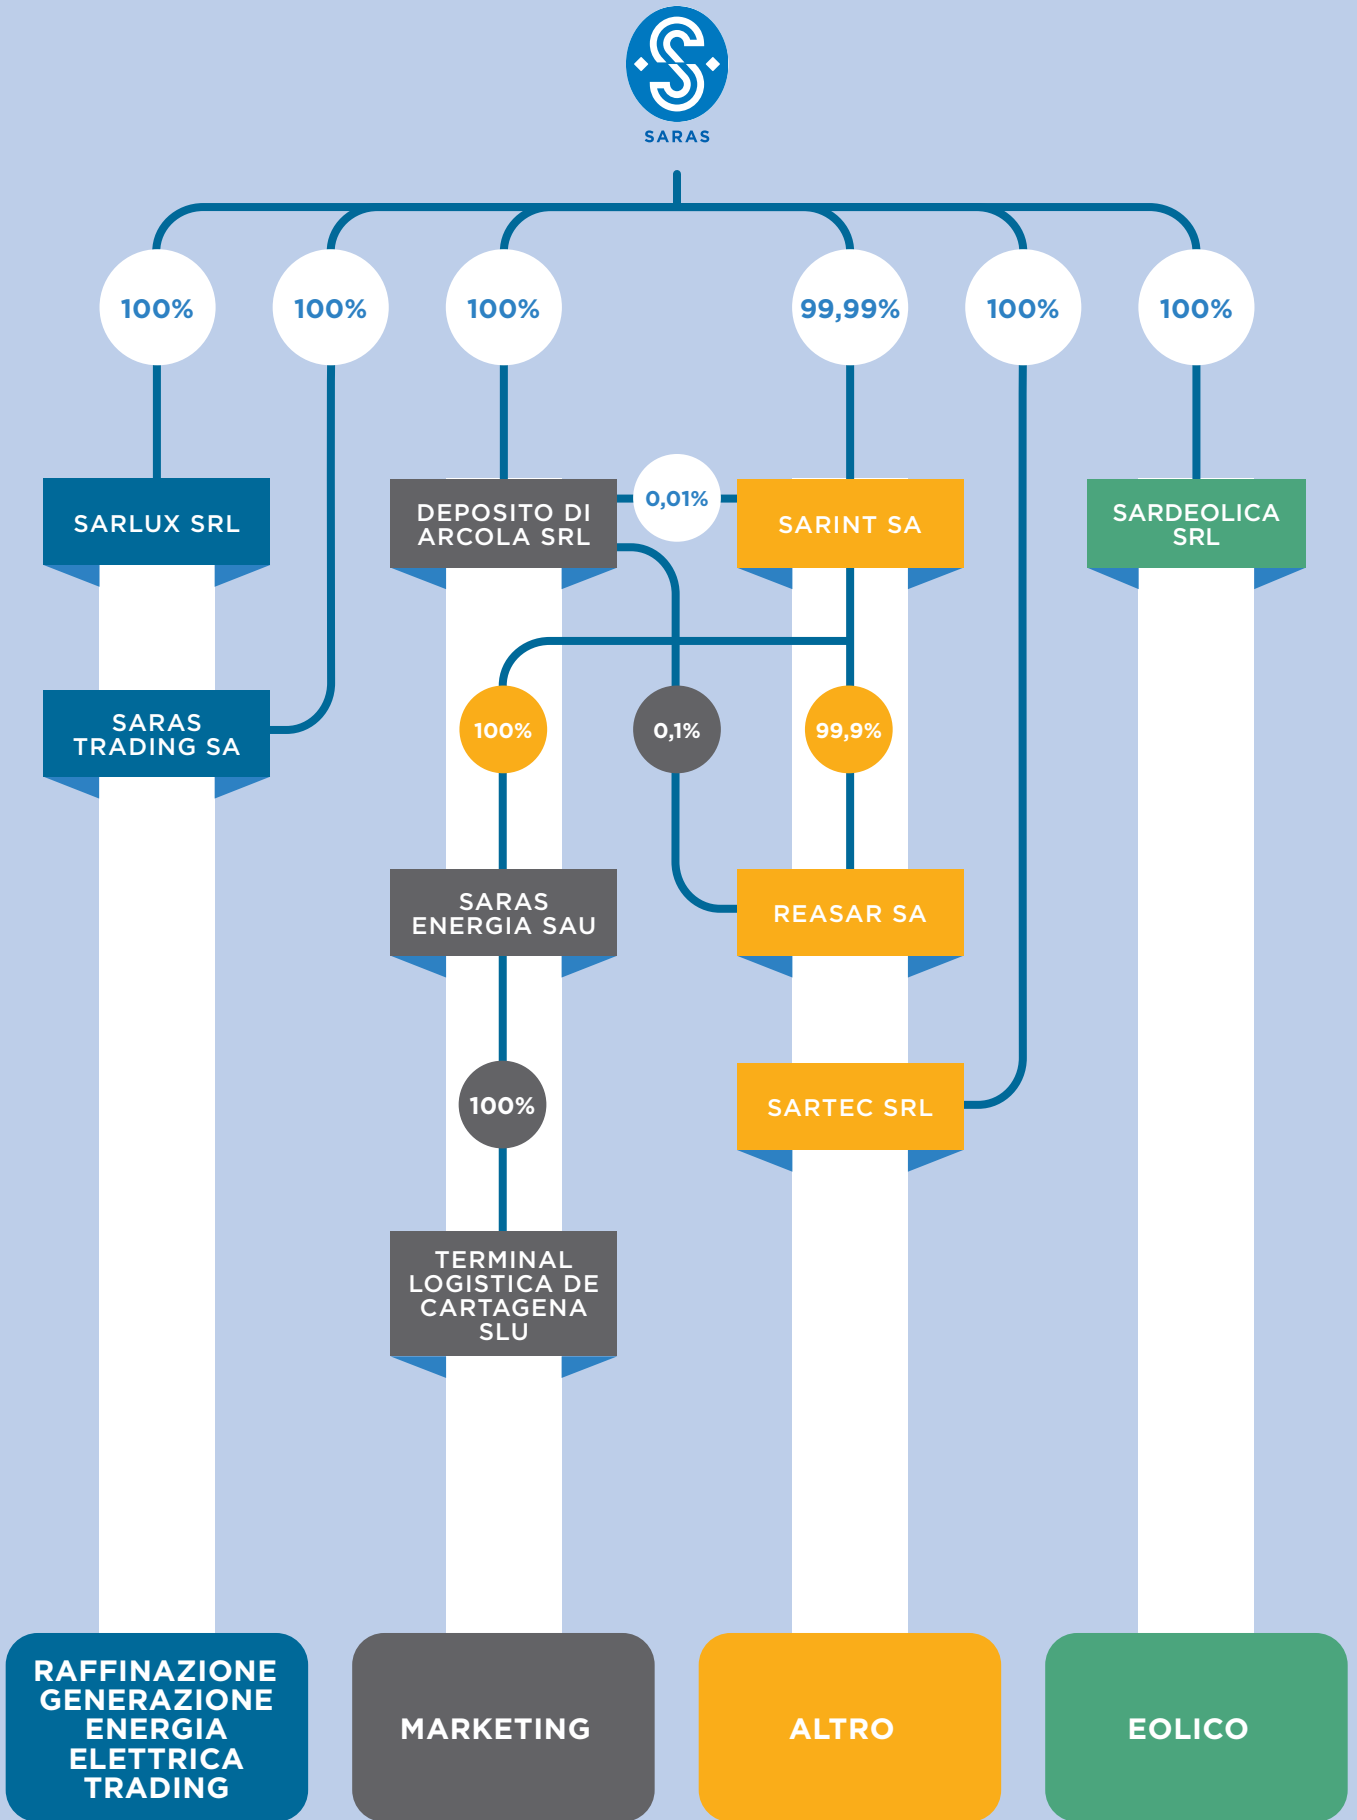 SARAS
100%
100%
100%
99,99%
100%
100%
SARLUX SRL
DEPOSITO DI
ARCOLA SRL
0,01%
SARINT SA
SARDEOLICA
SRL
SARAS
TRADING SA
100%
0,1%
99,9%
SARAS
ENERGIA SAU
REASAR SA
100%
SARTEC SRL
TERMINAL
LOGISTICA DE
CARTAGENA
SLU
RAFFINAZIONE
GENERAZIONE
ENERGIA
ELETTRICA
TRADING
MARKETING
ALTRO
EOLICO